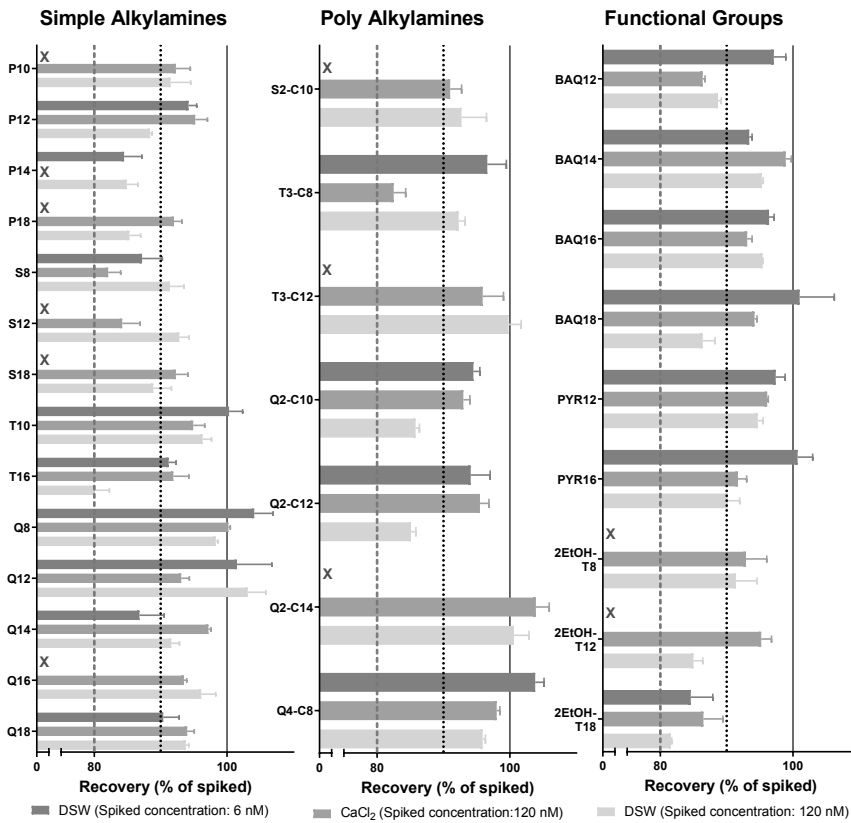 Simple Alkylamines
X
P10
P12
P14
X
X
P18
S8
X
S12
X
S18
T10
T16
Q8
Q12
Q14
X
Q16
Q18
0 80 100
Recovery (% of spiked)
Poly Alkylamines
X
S2-C10
T3-C8
X
T3-C12
Q2-C10
Q2-C12
X
Q2-C14
Q4-C8
0 80 100
Recovery (% of spiked)
Functional Groups
BAQ12
BAQ14
BAQ16
BAQ18
PYR12
PYR16
X
2EtOH-
T8
X
2EtOH-
T12
2EtOH-
T18
0 80 100
Recovery (% of spiked)
DSW (Spiked concentration: 6 nM)
CaCl₂ (Spiked concentration:120 nM)
DSW (Spiked concentration: 120 nM)